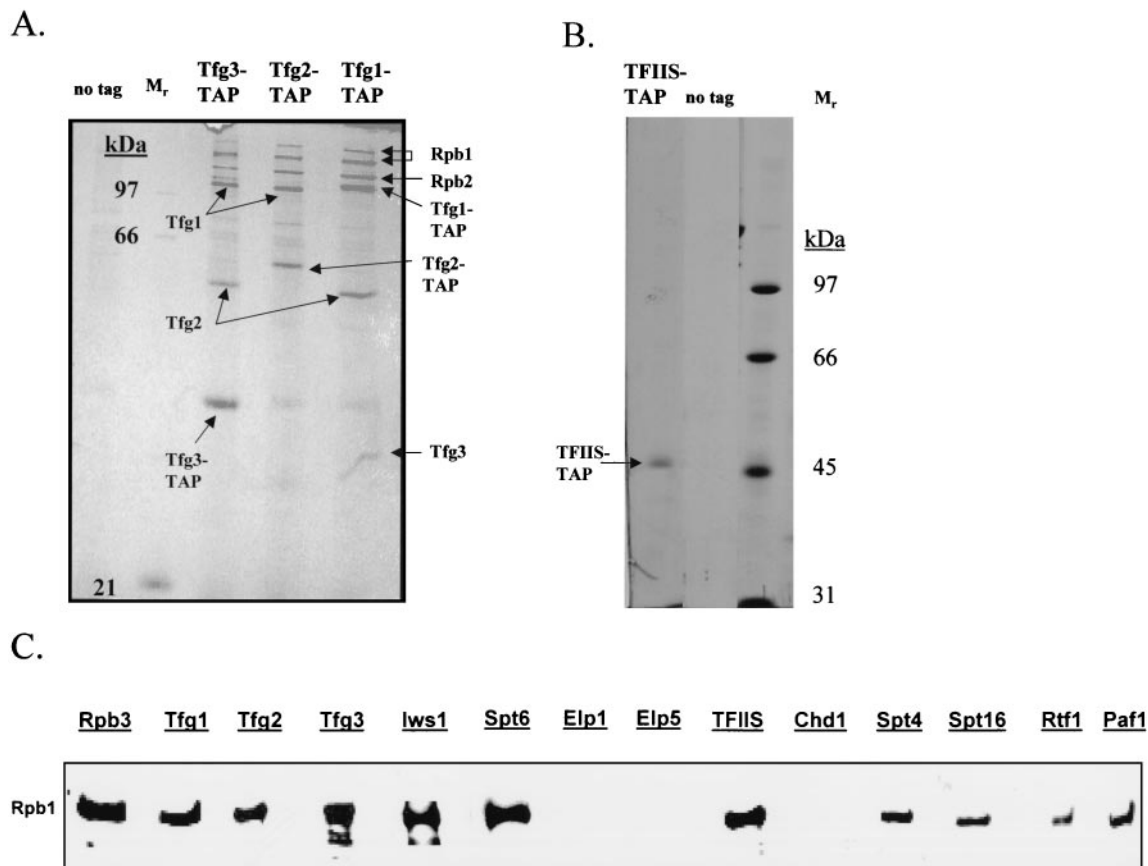 A.
no tag M_r Tfg3-TAP Tfg2-TAP Tfg1-TAP
kDa
97
66
21
Rpb1
Rpb2
Tfg1-
TAP
Tfg1
Tfg2-
TAP
Tfg2
Tfg3-
TAP
Tfg3
B.
TFIIS-
TAP
no tag
M_r
kDa
97
66
45
31
TFIIS-
TAP
C.
Rpb3 Tfg1 Tfg2 Tfg3 Iws1 Spt6 Elp1 Elp5 TFIIS Chd1 Spt4 Spt16 Rtf1 Paf1
Rpb1